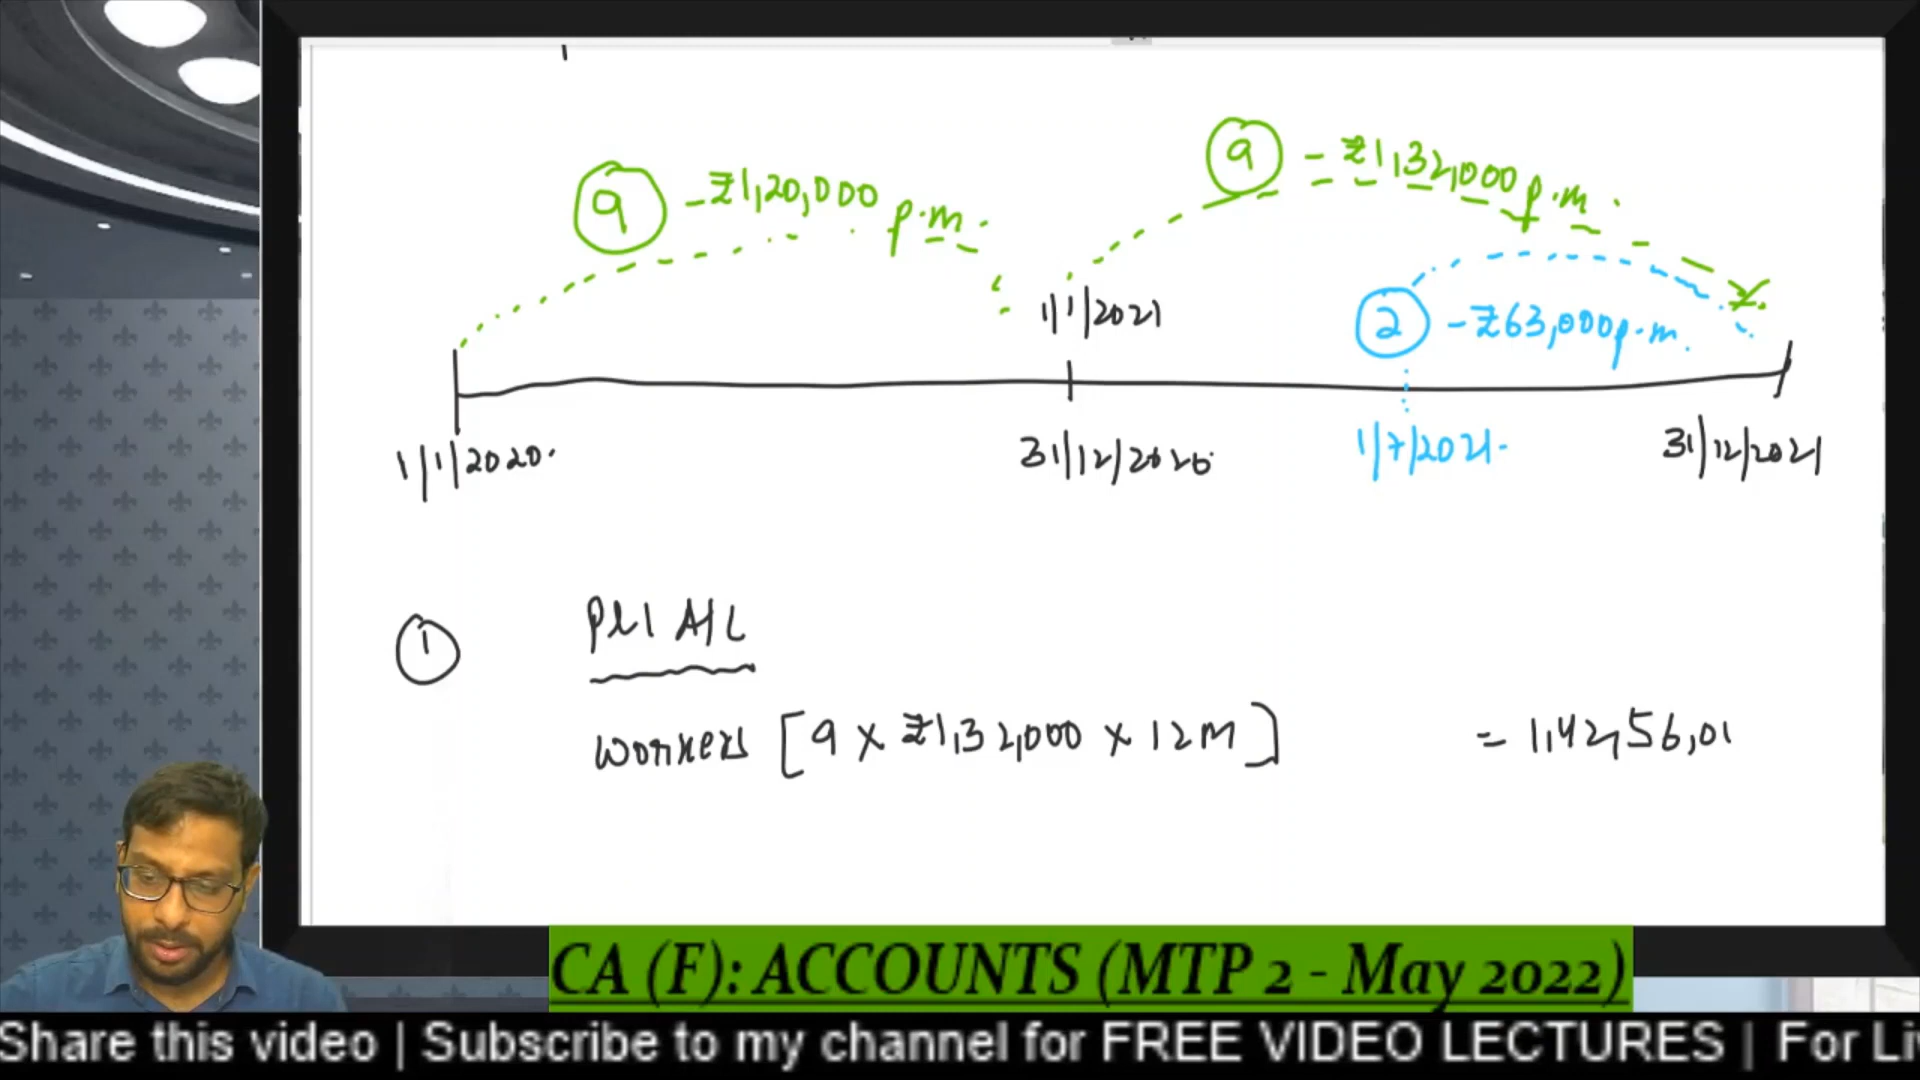 9 - ₹1,20,000 p.m.
9 - ₹1,32,000 p.m.
1/1/2021
2 - ₹63,000 p.m.
1/1/2020.
31/12/2020
1/7/2021.
31/12/2021
1
P&L A/C
Workers [9 x ₹1,32,000 x 12M] = 1,42,56,01
CA (F): ACCOUNTS (MTP 2 - May 2022)
Share this video | Subscribe to my channel for FREE VIDEO LECTURES | For Li